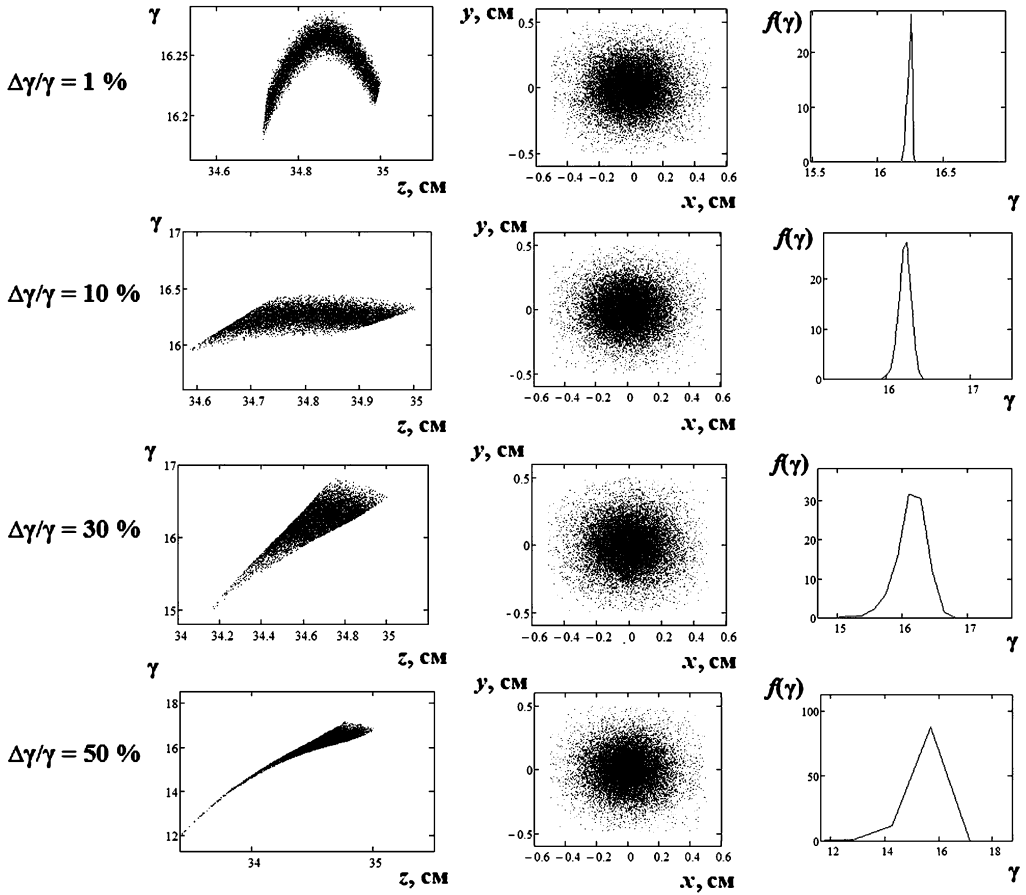 γ
16.25
16.2
34.6 34.8 35
z, см
Δγ/γ = 1 %
y, см
0.5
0
−0.5
−0.6 −0.4 −0.2 0 0.2 0.4 0.6
x, см
f(γ)
20
10
0
15.5 16 16.5
γ
γ
17
16.5
16
34.6 34.7 34.8 34.9 35
z, см
Δγ/γ = 10 %
y, см
0.5
0
−0.5
−0.6 −0.4 −0.2 0 0.2 0.4 0.6
x, см
f(γ)
20
10
0
16 17
γ
γ
17
16
15
34 34.2 34.4 34.6 34.8 35
z, см
Δγ/γ = 30 %
y, см
0.5
0
−0.5
−0.6 −0.4 −0.2 0 0.2 0.4 0.6
x, см
f(γ)
30
20
10
0
15 16 17
γ
γ
18
16
14
12
34 35
z, см
Δγ/γ = 50 %
y, см
0.5
0
−0.5
−0.6 −0.4 −0.2 0 0.2 0.4 0.6
x, см
f(γ)
100
50
0
12 14 16 18
γ